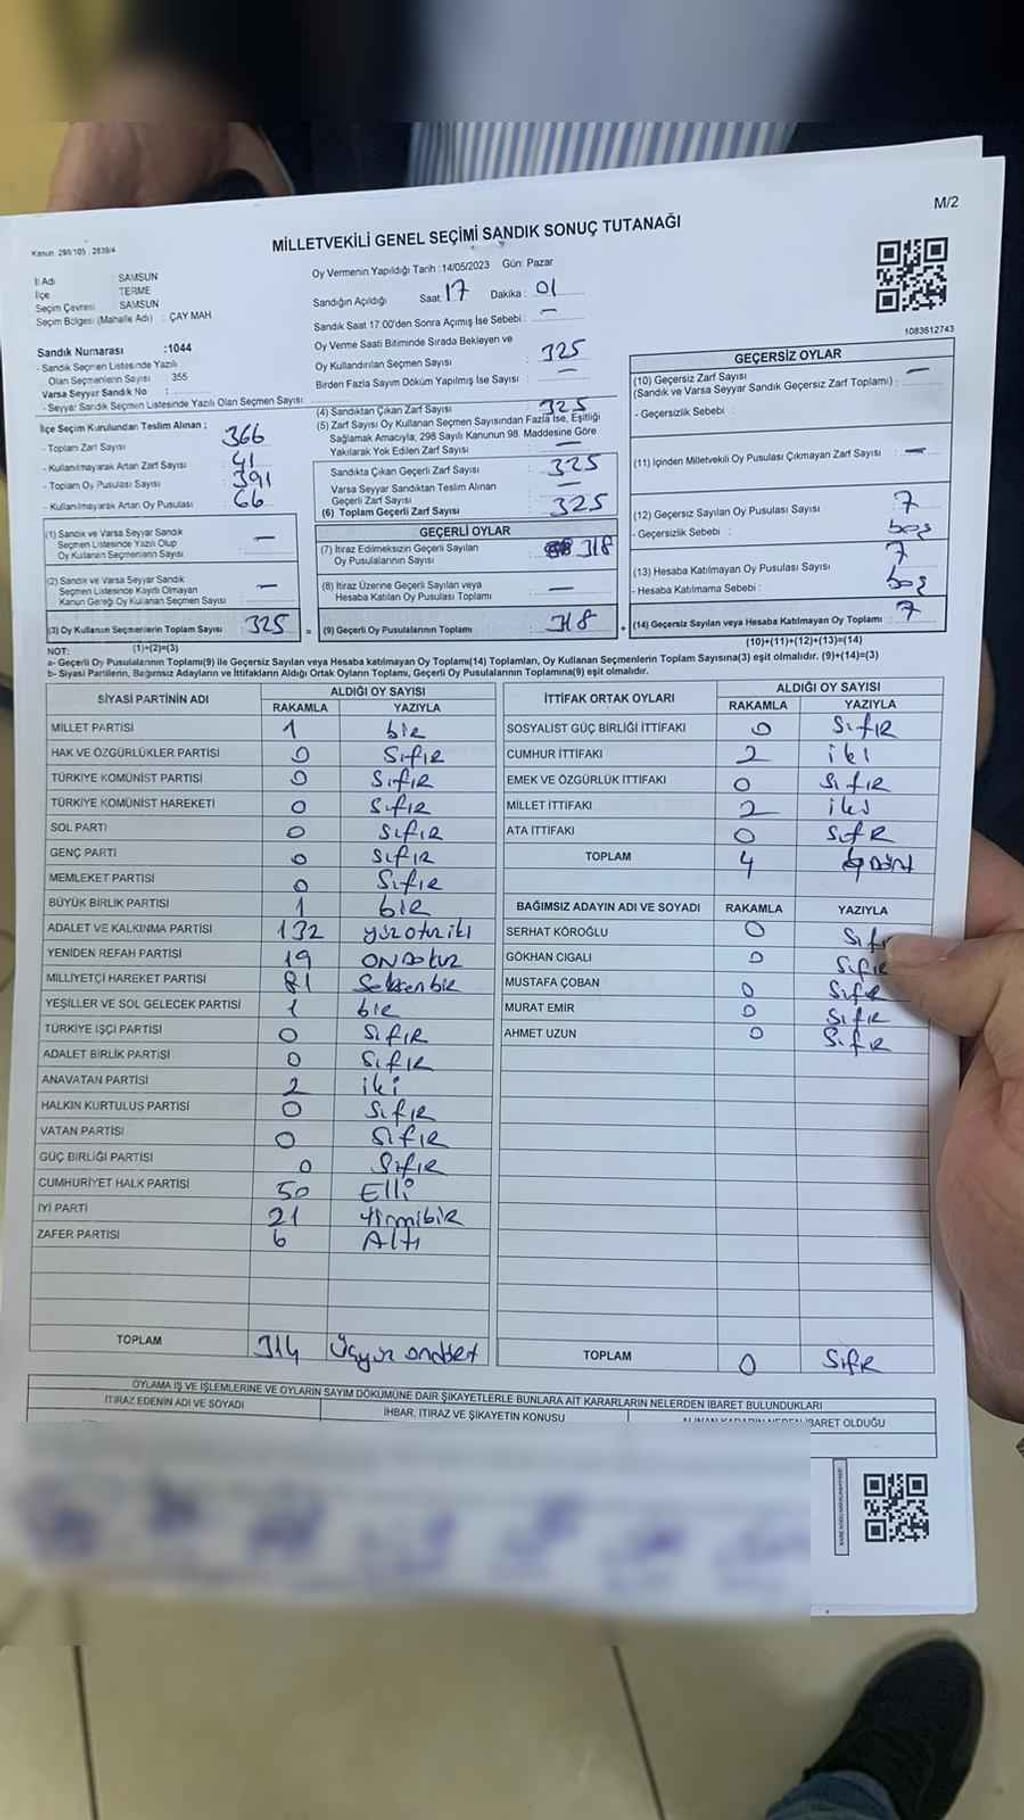 M/2
Kanun: 298/105 : 2839/4
MİLLETVEKİLİ GENEL SEÇİMİ SANDIK SONUÇ TUTANAĞI
İl Adı : SAMSUN
İlçe : TERME
Seçim Çevresi : SAMSUN
Seçim Bölgesi (Mahalle Adı) : ÇAY MAH
Sandık Numarası :1044
- Sandık Seçmen Listesinde Yazılı
Olan Seçmenlerin Sayısı : 355
Varsa Seyyar Sandık No :
- Seyyar Sandık Seçmen Listesinde Yazılı Olan Seçmen Sayısı :
İlçe Seçim Kurulundan Teslim Alınan ;
- Toplam Zarf Sayısı 366
- Kullanılmayarak Artan Zarf Sayısı 41
- Toplam Oy Pusulası Sayısı 391
- Kullanılmayarak Artan Oy Pusulası 66
(1) Sandık ve Varsa Seyyar Sandık
Seçmen Listesinde Yazılı Olup
Oy Kullanan Seçmenlerin Sayısı —
(2) Sandık ve Varsa Seyyar Sandık
Seçmen Listesinde Kayıtlı Olmayan
Kanun Gereği Oy Kullanan Seçmen Sayısı —
(3) Oy Kullanan Seçmenlerin Toplam Sayısı 325 =
(1)+(2)=(3)
Oy Vermenin Yapıldığı Tarih :14/05/2023 Gün: Pazar
Sandığın Açıldığı Saat: 17 Dakika : 01
Sandık Saat 17.00'den Sonra Açılmış İse Sebebi : —
Oy Verme Saati Bitiminde Sırada Bekleyen ve
Oy Kullandırılan Seçmen Sayısı : 325
Birden Fazla Sayım Döküm Yapılmış İse Sayısı : —
(4) Sandıktan Çıkan Zarf Sayısı : 325
(5) Zarf Sayısı Oy Kullanan Seçmen Sayısından Fazla İse, Eşitliği
Sağlamak Amacıyla, 298 Sayılı Kanunun 98. Maddesine Göre
Yakılarak Yok Edilen Zarf Sayısı : —
Sandıkta Çıkan Geçerli Zarf Sayısı : 325
Varsa Seyyar Sandıktan Teslim Alınan
Geçerli Zarf Sayısı : —
(6) Toplam Geçerli Zarf Sayısı : 325
GEÇERLİ OYLAR
(7) İtiraz Edilmeksizin Geçerli Sayılan
Oy Pusulalarının Sayısı : 318
(8) İtiraz Üzerine Geçerli Sayılan veya
Hesaba Katılan Oy Pusulası Toplamı : —
(9) Geçerli Oy Pusulalarının Toplamı : 318 +
1083612743
GEÇERSİZ OYLAR
(10) Geçersiz Zarf Sayısı
(Sandık ve Varsa Seyyar Sandık Geçersiz Zarf Toplamı) : —
- Geçersizlik Sebebi :
(11) İçinden Milletvekili Oy Pusulası Çıkmayan Zarf Sayısı : —
(12) Geçersiz Sayılan Oy Pusulası Sayısı : 7
- Geçersizlik Sebebi : boş
(13) Hesaba Katılmayan Oy Pusulası Sayısı : 7
- Hesaba Katılmama Sebebi : boş
(14) Geçersiz Sayılan veya Hesaba Katılmayan Oy Toplamı : 7
(10)+(11)+(12)+(13)=(14)
NOT:
a- Geçerli Oy Pusulalarının Toplamı(9) ile Geçersiz Sayılan veya Hesaba katılmayan Oy Toplamı(14) Toplamları, Oy Kullanan Seçmenlerin Toplam Sayısına(3) eşit olmalıdır. (9)+(14)=(3)
b- Siyasi Partilerin, Bağımsız Adayların ve İttifakların Aldığı Ortak Oyların Toplamı, Geçerli Oy Pusulalarının Toplamına(9) eşit olmalıdır.
SİYASİ PARTİNİN ADI ALDIĞI OY SAYISI
RAKAMLA YAZIYLA
MİLLET PARTİSİ 1 bir
HAK VE ÖZGÜRLÜKLER PARTİSİ 0 Sıfır
TÜRKİYE KOMÜNİST PARTİSİ 0 Sıfır
TÜRKİYE KOMÜNİST HAREKETİ 0 Sıfır
SOL PARTİ 0 Sıfır
GENÇ PARTİ 0 Sıfır
MEMLEKET PARTİSİ 0 Sıfır
BÜYÜK BİRLİK PARTİSİ 1 bir
ADALET VE KALKINMA PARTİSİ 132 yüzotuziki
YENİDEN REFAH PARTİSİ 19 ONDokuz
MİLLİYETÇİ HAREKET PARTİSİ 81 Seksenbir
YEŞİLLER VE SOL GELECEK PARTİSİ 1 bir
TÜRKİYE İŞÇİ PARTİSİ 0 Sıfır
ADALET BİRLİK PARTİSİ 0 Sıfır
ANAVATAN PARTİSİ 2 iki
HALKIN KURTULUŞ PARTİSİ 0 Sıfır
VATAN PARTİSİ 0 Sıfır
GÜÇ BİRLİĞİ PARTİSİ 0 Sıfır
CUMHURİYET HALK PARTİSİ 50 Elli
İYİ PARTİ 21 Yirmibir
ZAFER PARTİSİ 6 Altı
TOPLAM 314 Üçyüz ondört
İTTİFAK ORTAK OYLARI ALDIĞI OY SAYISI
RAKAMLA YAZIYLA
SOSYALİST GÜÇ BİRLİĞİ İTTİFAKI 0 Sıfır
CUMHUR İTTİFAKI 2 iki
EMEK VE ÖZGÜRLÜK İTTİFAKI 0 Sıfır
MİLLET İTTİFAKI 2 iki
ATA İTTİFAKI 0 Sıfır
TOPLAM 4 dört
BAĞIMSIZ ADAYIN ADI VE SOYADI RAKAMLA YAZIYLA
SERHAT KÖROĞLU 0 Sıfır
GÖKHAN CIGALI 0 Sıfır
MUSTAFA ÇOBAN 0 Sıfır
MURAT EMİR 0 Sıfır
AHMET UZUN 0 Sıfır
TOPLAM 0 Sıfır
OYLAMA İŞ VE İŞLEMLERİNE VE OYLARIN SAYIM DÖKÜMÜNE DAİR ŞİKAYETLERLE BUNLARA AİT KARARLARIN NELERDEN İBARET BULUNDUKLARI
İTİRAZ EDENİN ADI VE SOYADI İHBAR, İTİRAZ VE ŞİKAYETİN KONUSU ALINAN KARARIN NEDEN İBARET OLDUĞU